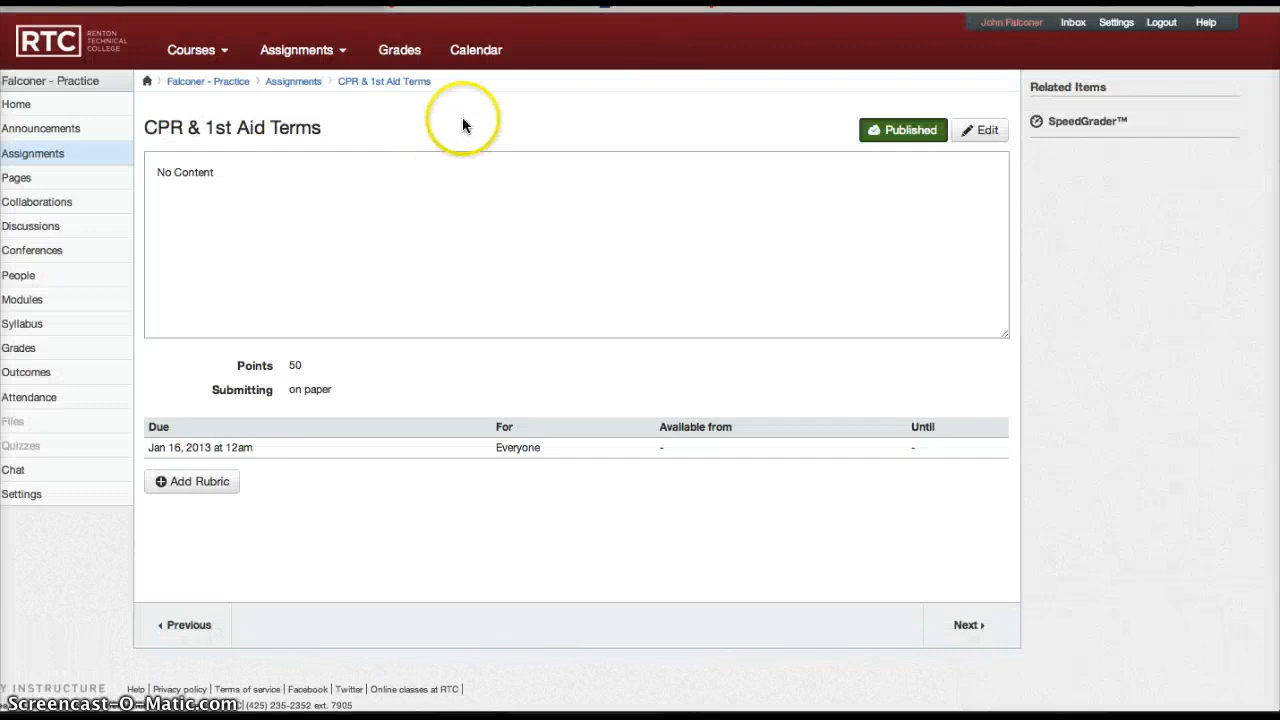 John Falconer Inbox Settings Logout Help
RTC RENTON TECHNICAL COLLEGE
Courses Assignments Grades Calendar
Falconer - Practice
Home
Announcements
Assignments
Pages
Collaborations
Discussions
Conferences
People
Modules
Syllabus
Grades
Outcomes
Attendance
Files
Quizzes
Chat
Settings
Falconer - Practice Assignments CPR & 1st Aid Terms
CPR & 1st Aid Terms
Published Edit
No Content
Points 50
Submitting on paper
Due For Available from Until
Jan 16, 2013 at 12am Everyone - -
Add Rubric
Previous Next
Related Items
SpeedGrader™
Y INSTRUCTURE Help | Privacy policy | Terms of service | Facebook | Twitter | Online classes at RTC |
| (425) 235-2352 ext. 7905
Screencast-O-Matic.com